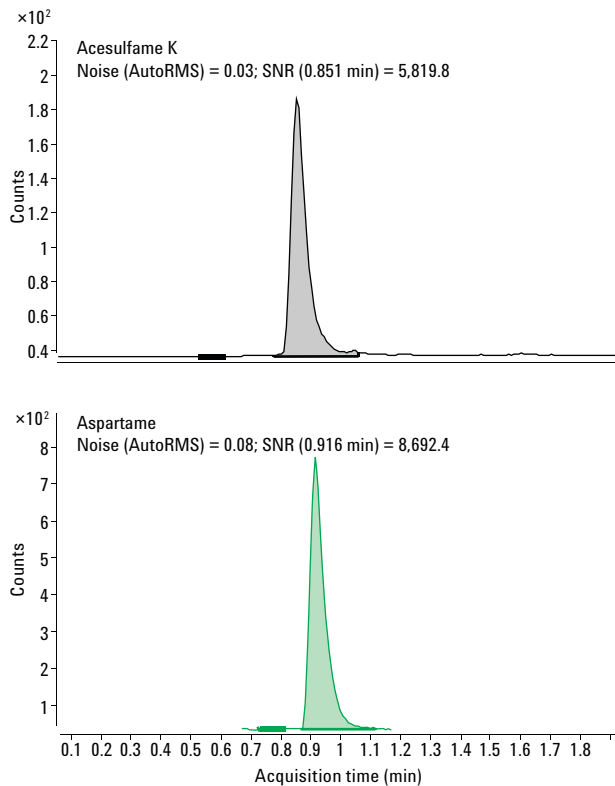 ×10²
2.2
Acesulfame K
Noise (AutoRMS) = 0.03; SNR (0.851 min) = 5,819.8
2
1.8
1.6
1.4
1.2
1
0.8
0.6
0.4
Counts
×10²
Aspartame
Noise (AutoRMS) = 0.08; SNR (0.916 min) = 8,692.4
8
7
6
5
4
3
2
1
Counts
0.1 0.2 0.3 0.4 0.5 0.6 0.7 0.8 0.9 1 1.1 1.2 1.3 1.4 1.5 1.6 1.7 1.8
Acquisition time (min)